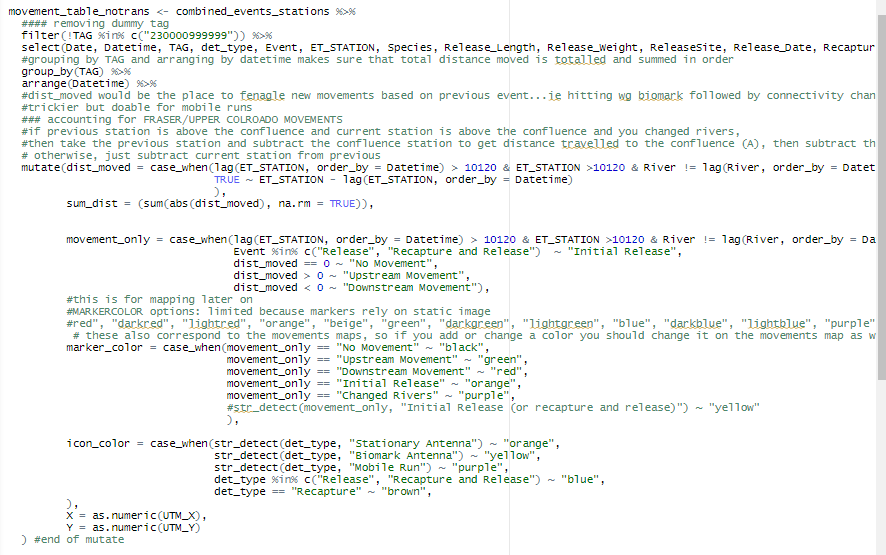 movement_table_notrans <- combined_events_stations %>%
  #### removing dummy tag
  filter(!TAG %in% c("230000999999")) %>%
  select(Date, Datetime, TAG, det_type, Event, ET_STATION, Species, Release_Length, Release_Weight, ReleaseSite, Release_Date, Recaptur
  #grouping by TAG and arranging by datetime makes sure that total distance moved is totalled and summed in order
  group_by(TAG) %>%
  arrange(Datetime) %>%
  #dist_moved would be the place to fenagle new movements based on previous event...ie hitting wg biomark followed by connectivity chan
  #trickier but doable for mobile runs
  ### accounting for FRASER/UPPER COLROADO MOVEMENTS
  #if previous station is above the confluence and current station is above the confluence and you changed rivers,
  #then take the previous station and subtract the confluence station to get distance travelled to the confluence (A), then subtract th
  # otherwise, just subtract current station from previous
  mutate(dist_moved = case_when(lag(ET_STATION, order_by = Datetime) > 10120 & ET_STATION >10120 & River != lag(River, order_by = Datet
                                TRUE ~ ET_STATION - lag(ET_STATION, order_by = Datetime)
                                ),
         sum_dist = (sum(abs(dist_moved), na.rm = TRUE)),
         movement_only = case_when(lag(ET_STATION, order_by = Datetime) > 10120 & ET_STATION >10120 & River != lag(River, order_by = Da
                                   Event %in% c("Release", "Recapture and Release")  ~ "Initial Release",
                                   dist_moved == 0 ~ "No Movement",
                                   dist_moved > 0 ~ "Upstream Movement",
                                   dist_moved < 0 ~ "Downstream Movement"),
         #this is for mapping later on
         #MARKERCOLOR options: limited because markers rely on static image
         #red", "darkred", "lightred", "orange", "beige", "green", "darkgreen", "lightgreen", "blue", "darkblue", "lightblue", "purple"
          # these also correspond to the movements maps, so if you add or change a color you should change it on the movements map as w
         marker_color = case_when(movement_only == "No Movement" ~ "black",
                                  movement_only == "Upstream Movement" ~ "green",
                                  movement_only == "Downstream Movement" ~ "red",
                                  movement_only == "Initial Release" ~ "orange",
                                  movement_only == "Changed Rivers" ~ "purple",
                                  #str_detect(movement_only, "Initial Release (or recapture and release)") ~ "yellow"
                                  ),
         icon_color = case_when(str_detect(det_type, "Stationary Antenna") ~ "orange",
                                str_detect(det_type, "Biomark Antenna") ~ "yellow",
                                str_detect(det_type, "Mobile Run") ~ "purple",
                                det_type %in% c("Release", "Recapture and Release") ~ "blue",
                                det_type == "Recapture" ~ "brown",
         ),
         X = as.numeric(UTM_X),
         Y = as.numeric(UTM_Y)
  ) #end of mutate